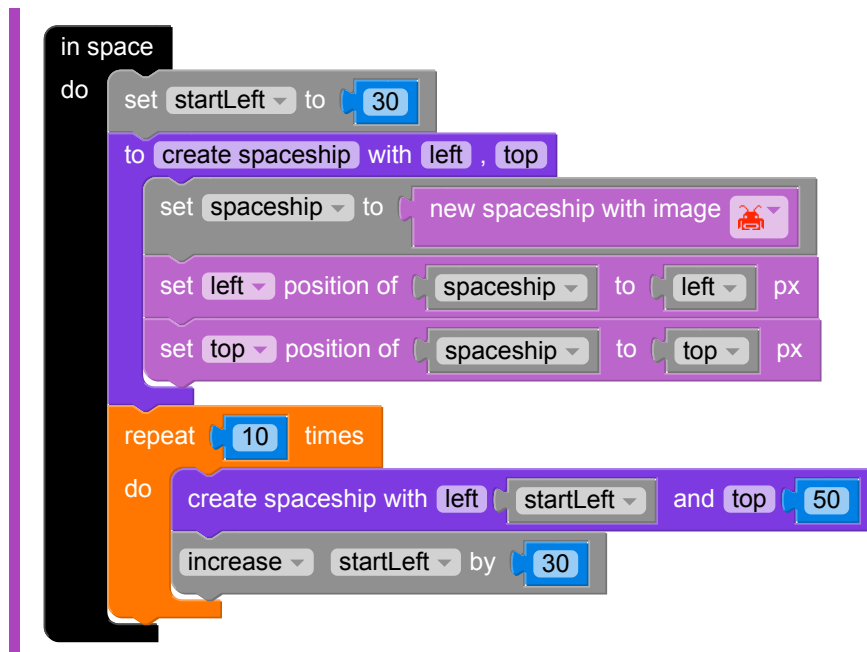 in space
do set startLeft to 30
to create spaceship with left , top
set spaceship to new spaceship with image
set left position of spaceship to left px
set top position of spaceship to top px
repeat 10 times
do create spaceship with left startLeft and top 50
increase startLeft by 30